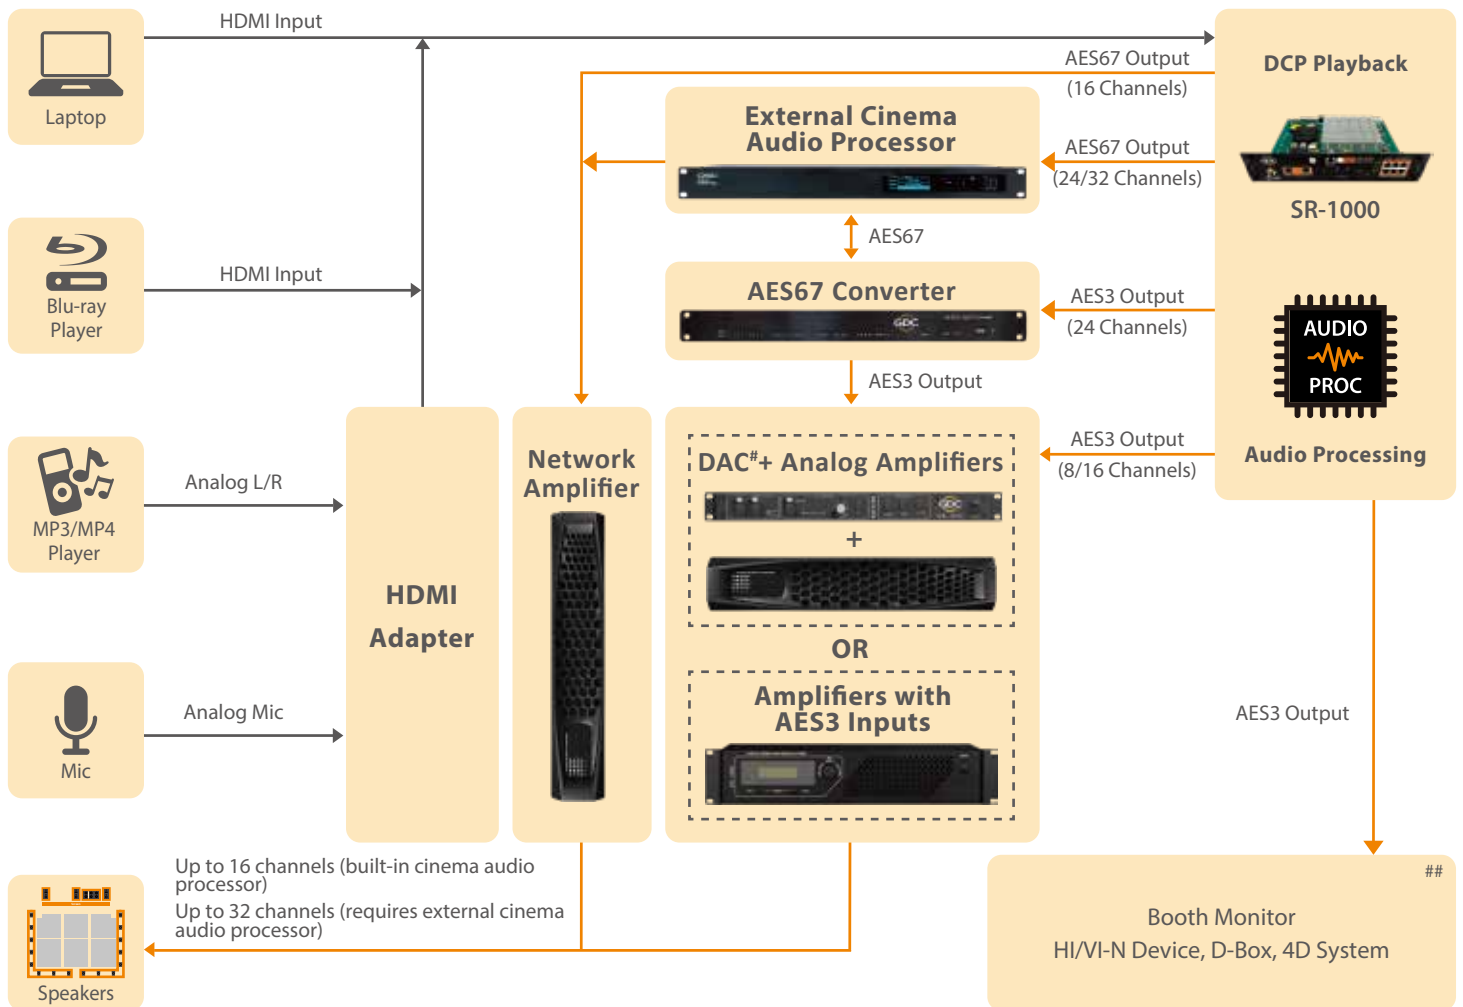 HDMI Input
Laptop
AES67 Output
(16 Channels)
DCP Playback
External Cinema
Audio Processor
AES67 Output
(24/32 Channels)
SR-1000
AES67
HDMI Input
Blu-ray
Player
AES67 Converter
GDC
AES3 Output
(24 Channels)
AUDIO
PROC
AES3 Output
Audio Processing
AES3 Output
(8/16 Channels)
Network
Amplifier
DAC#+ Analog Amplifiers
GDC
+
OR
Amplifiers with
AES3 Inputs
Analog L/R
MP3/MP4
Player
HDMI
Adapter
Analog Mic
Mic
AES3 Output
Up to 16 channels (built-in cinema audio
processor)
Up to 32 channels (requires external cinema
audio processor)
Speakers
##
Booth Monitor
HI/VI-N Device, D-Box, 4D System